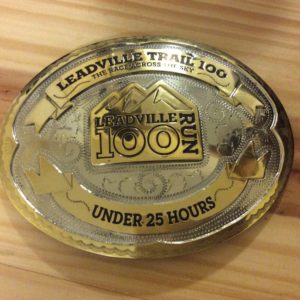 LEADVILLE TRAIL 100
THE RACE ACROSS THE SKY
LEADVILLE
100
RUN
UNDER 25 HOURS